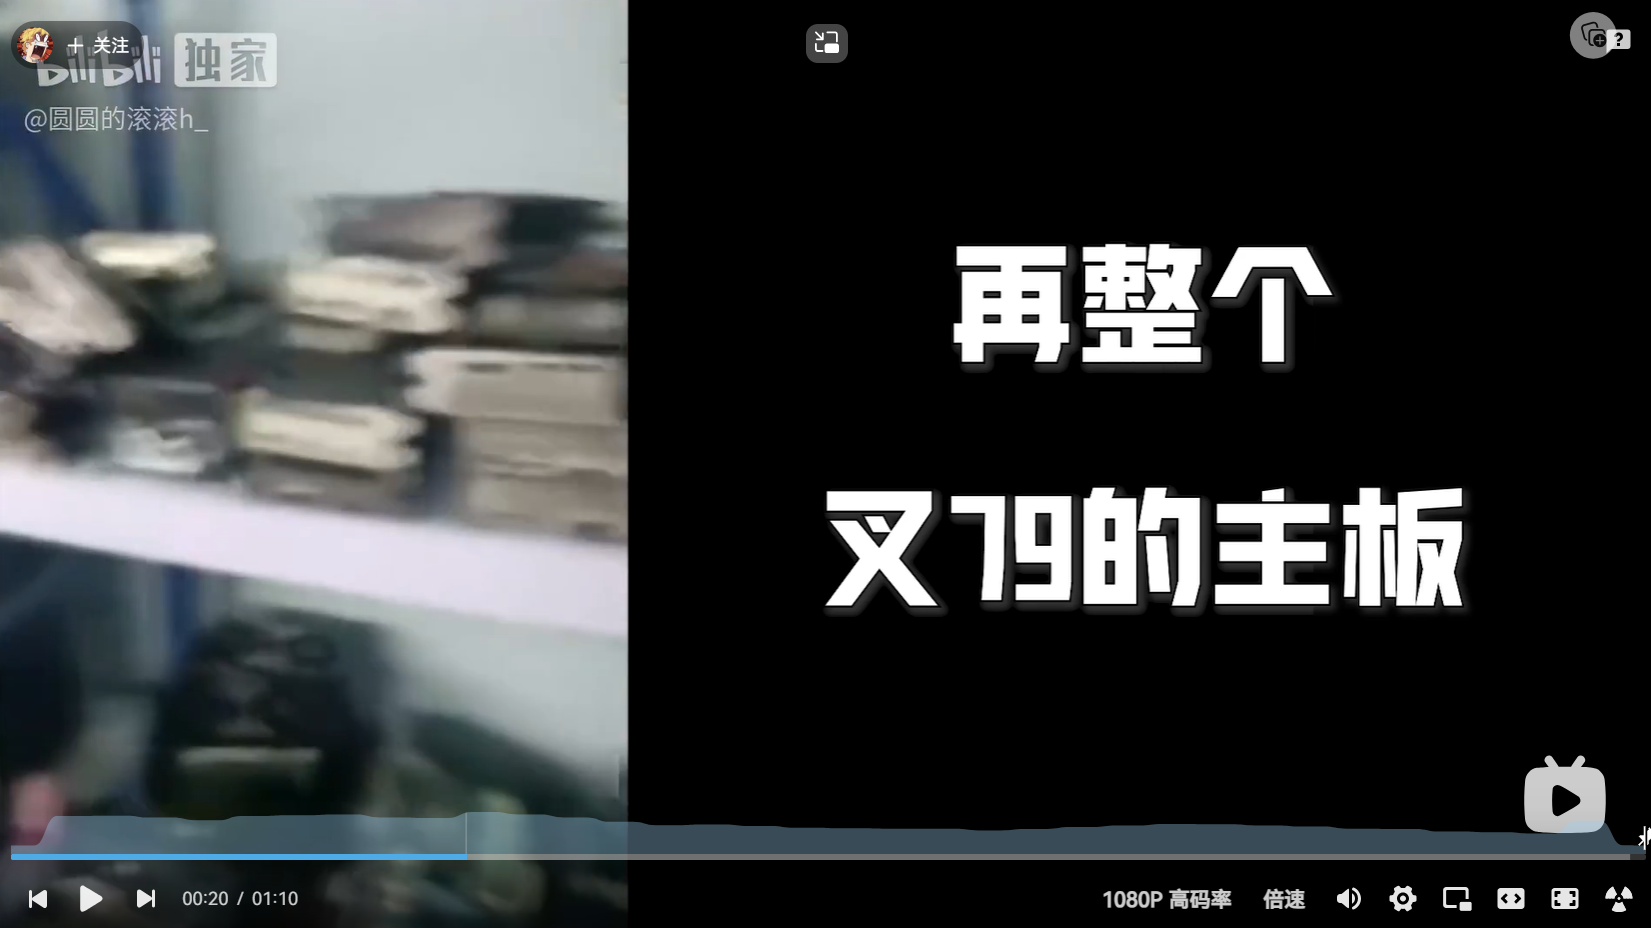 + 关注
bilibili 独家
@圆圆的滚滚h_
?
再整个
叉79的主板
00:20 / 01:10
1080P 高码率
倍速